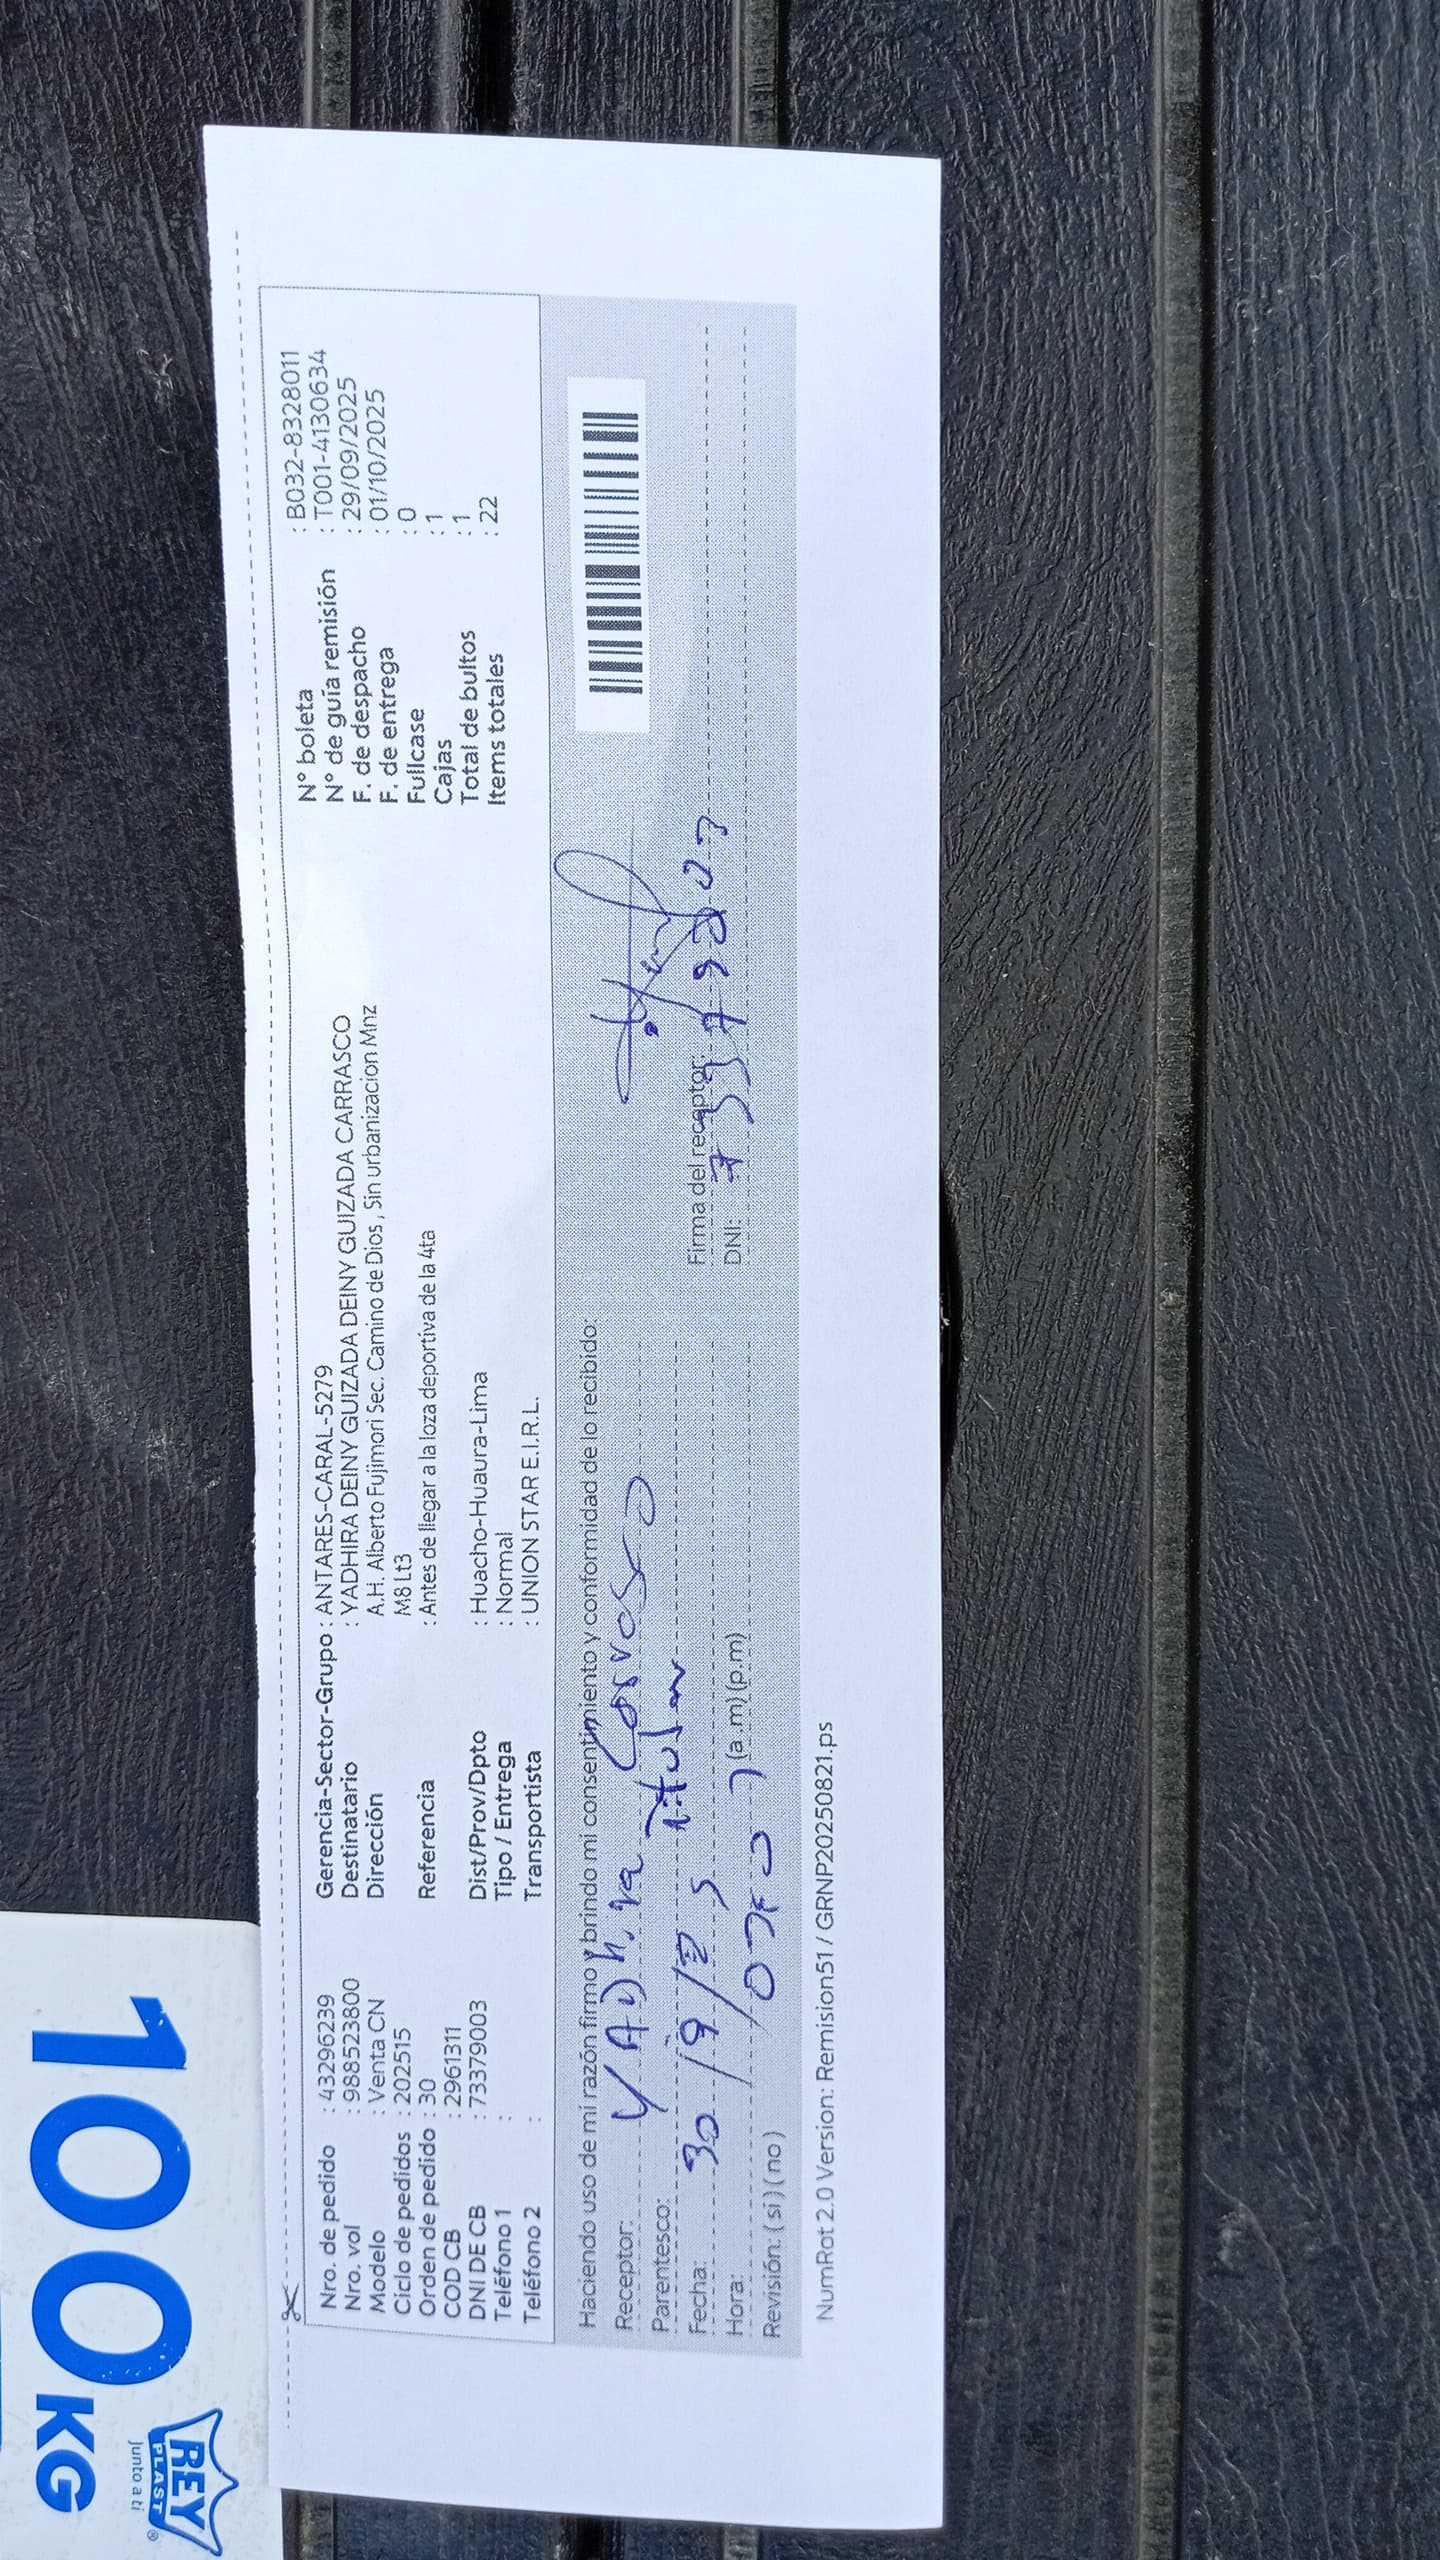 Nro. de pedido : 43296239
Nro. vol : 9885238000
Modelo : Venta CN
Ciclo de pedidos : 202515
Orden de pedido : 30
COD CB : 2961311
DNI DE CB : 73379003
Teléfono 1 :
Teléfono 2 :
Gerencia-Sector-Grupo : ANTARES-CARAL-5279
Destinatario : YADHIRA DEINY GUIZADA DEINY GUIZADA CARRASCO
Dirección A.H. Alberto Fujimori Sec. Camino de Dios , Sin urbanizacion Mnz
M8 Lt3
Referencia : Antes de llegar a la loza deportiva de la 4ta
Dist/Prov/Dpto : Huacho-Huaura-Lima
Tipo / Entrega : Normal
Transportista : UNION STAR E.I.R.L.
N° boleta : B032-8328011
N° de guía remisión : T001-4130634
F. de despacho : 29/09/2025
F. de entrega : 01/10/2025
Fullcase : 0
Cajas : 1
Total de bultos : 1
Items totales : 22
Haciendo uso de mi razón firmo y brindo mi consentimiento y conformidad de lo recibido:
Receptor: YADhira Carrasco
Parentesco: titular
Fecha: 30/9/25
Hora: (a.m) (p.m)
Revisión: ( si ) ( no )
Firma del receptor:
DNI:
NumRot 2.0 Version: Remision51 / GRNP20250821.ps
100
KG
REY
PLAST
®
Junto a ti